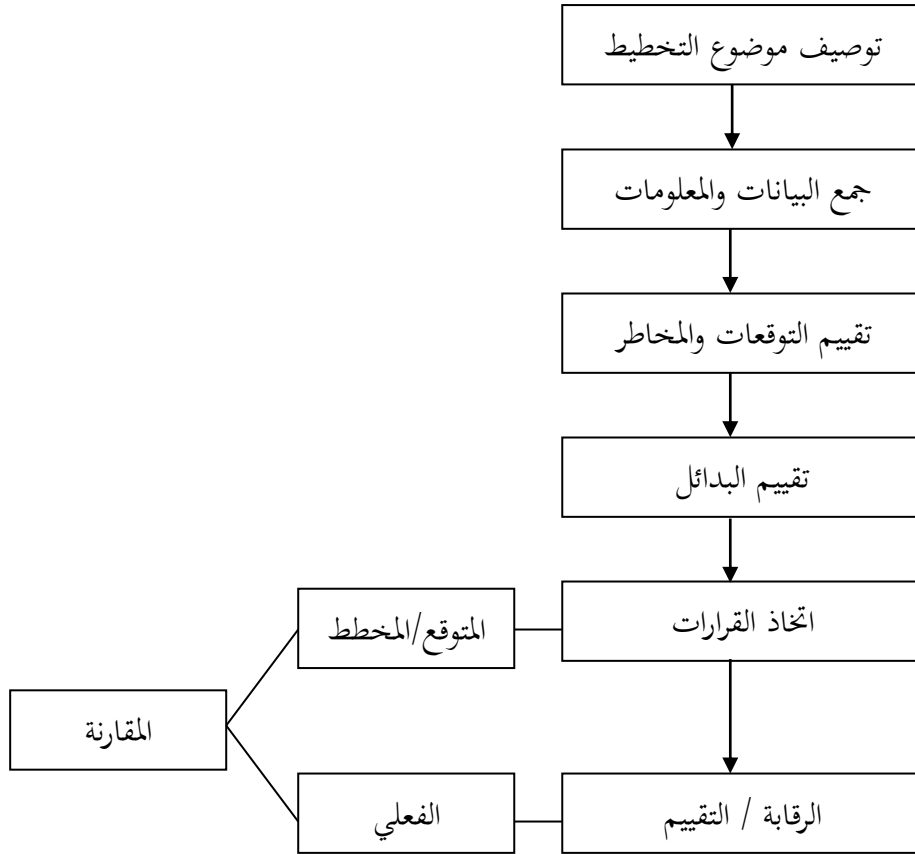 توصيف موضوع التخطيط
جمع البيانات والمعلومات
تقييم التوقعات والمخاطر
تقييم البدائل
اتخاذ القرارات
المتوقع/المخطط
المقارنة
الرقابة / التقييم
الفعلي